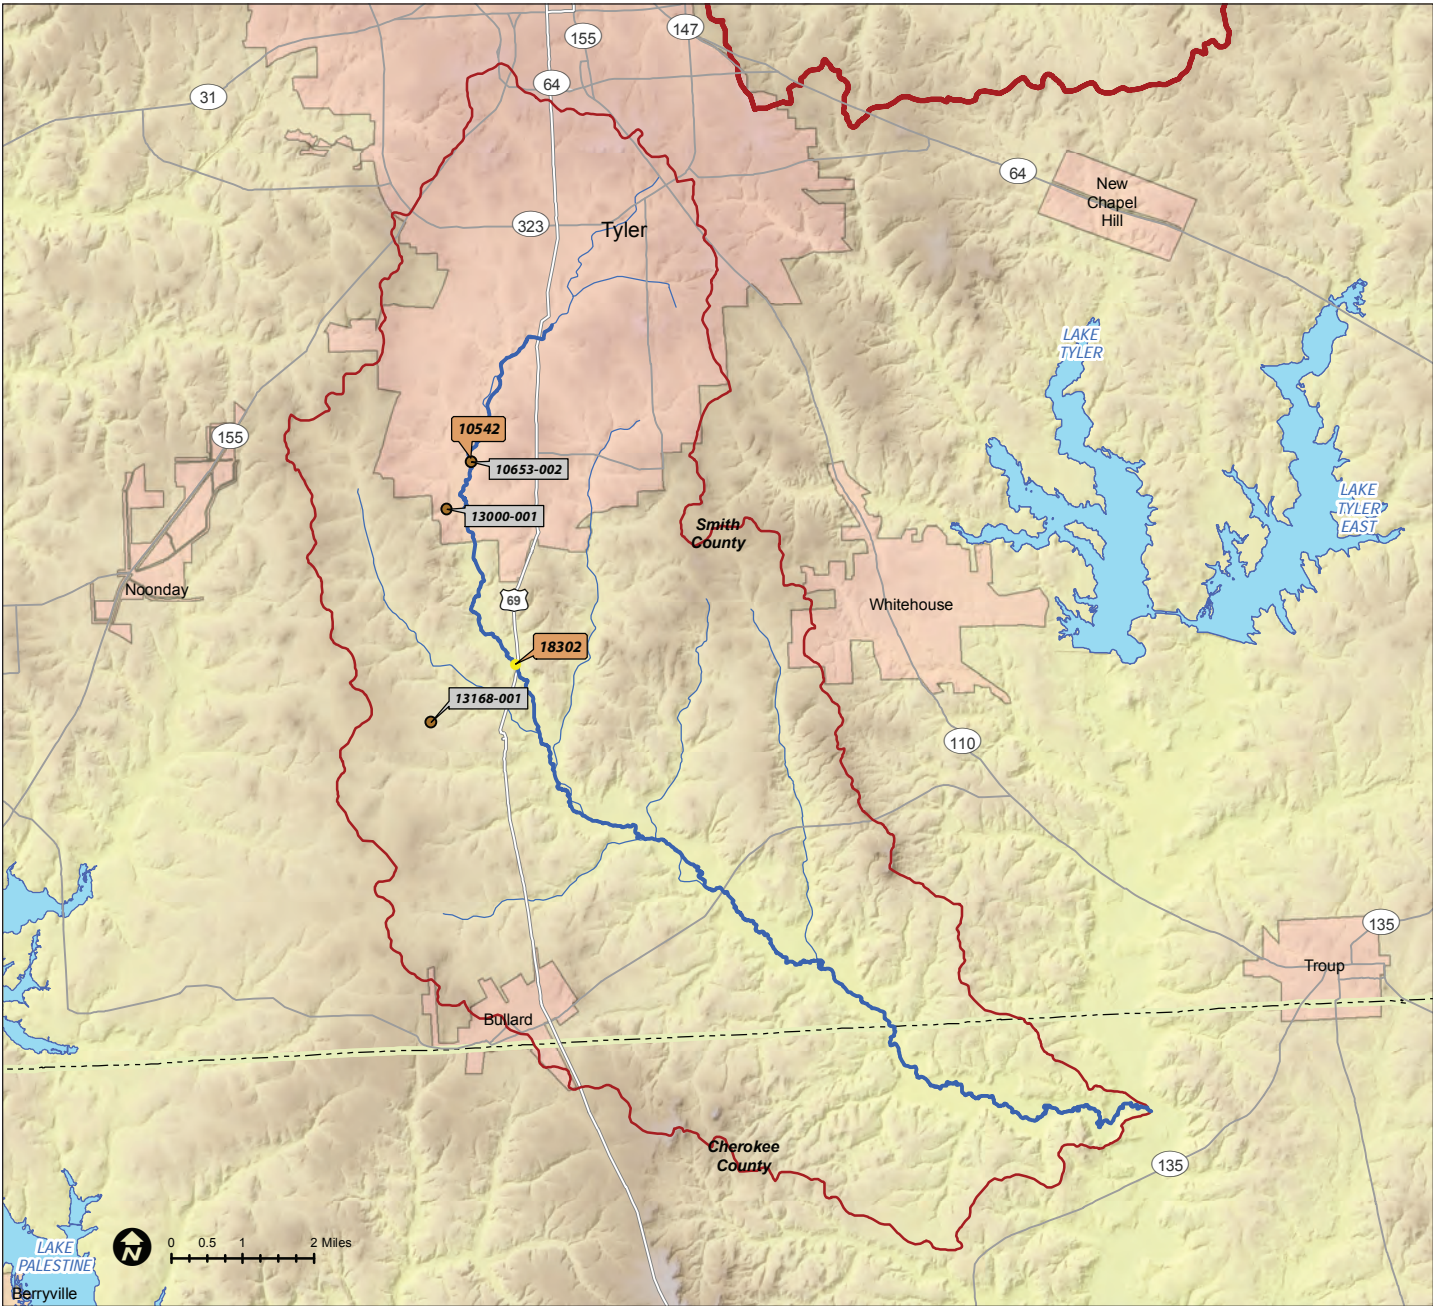 155
147
64
31
64
New
Chapel
Hill
323
Tyler
LAKE
TYLER
10542
155
10653-002
LAKE
TYLER
EAST
13000-001
Smith
County
Noonday
69
Whitehouse
18302
13168-001
110
135
Troup
Bullard
Cherokee
County
135
N
0 0.5 1 2 Miles
LAKE
PALESTINE
Berryville